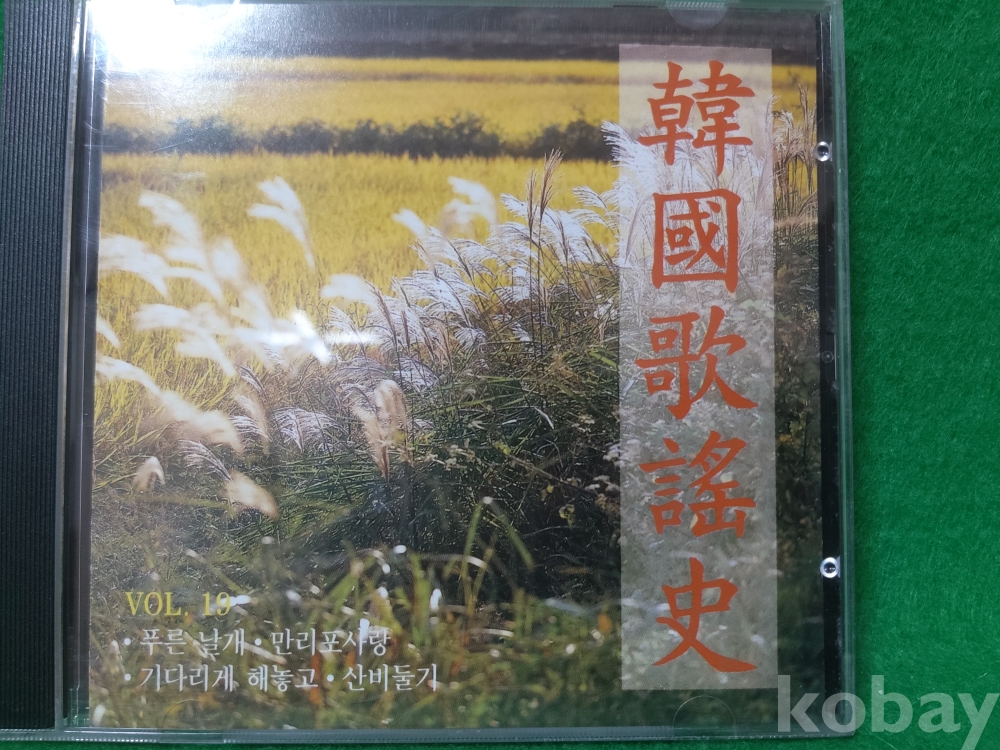 韓國歌謠史
VOL. 19
• 푸른 날개 • 만리포사랑
• 기다리게 해놓고 • 산비둘기
kobay